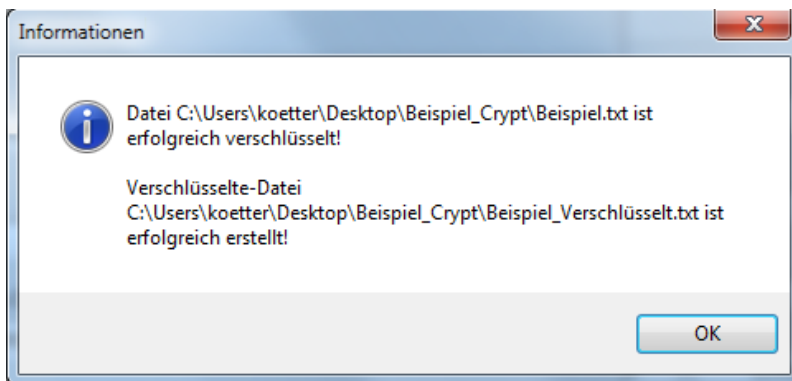 Informationen
Datei C:\Users\koetter\Desktop\Beispiel_Crypt\Beispiel.txt ist
erfolgreich verschlüsselt!
Verschlüsselte-Datei
C:\Users\koetter\Desktop\Beispiel_Crypt\Beispiel_Verschlüsselt.txt ist
erfolgreich erstellt!
OK